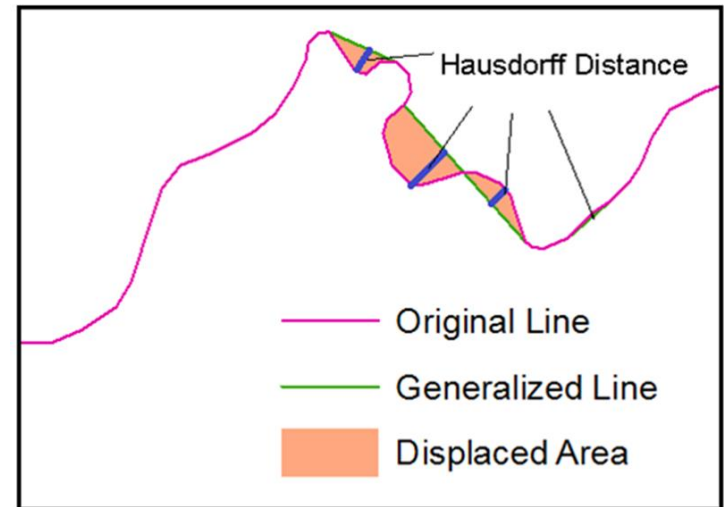 Hausdorff Distance
Original Line
Generalized Line
Displaced Area